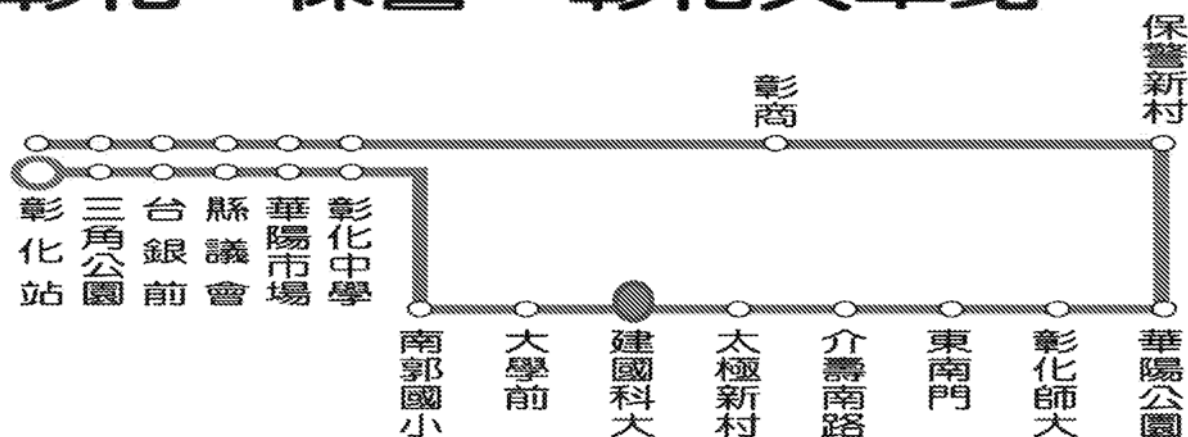 保警新村
彰商
彰化站
三角公園
台銀前
縣議會
華陽市場
彰化中學
南郭國小
大學前
建國科大
太極新村
介壽南路
東南門
彰化師大
華陽公園